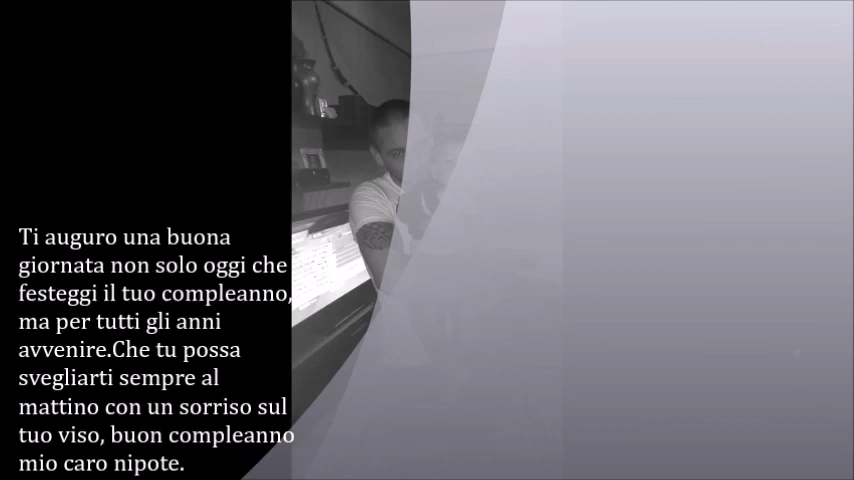 Ti auguro una buona
giornata non solo oggi che
festeggi il tuo compleanno,
ma per tutti gli anni
avvenire.Che tu possa
svegliarti sempre al
mattino con un sorriso sul
tuo viso, buon compleanno
mio caro nipote.